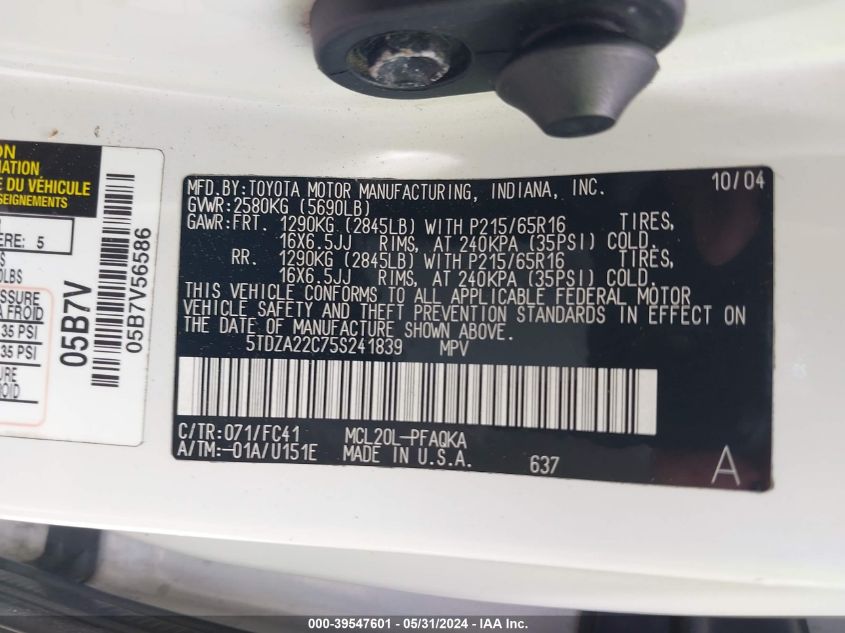 ON
MATION
E DU VÉHICULE
SEIGNEMENTS
ERE: 5
S
0LBS
ESSURE
A FROID
35 PSI
35 PSI
URE
ROID
05B7V
05B7V56586
MFD.BY:TOYOTA MOTOR MANUFACTURING, INDIANA, INC. 10/04
GVWR:2580KG (5690LB)
GAWR:FRT. 1290KG (2845LB) WITH P215/65R16 TIRES,
16X6.5JJ RIMS, AT 240KPA (35PSI) COLD.
RR. 1290KG (2845LB) WITH P215/65R16 TIRES,
16X6.5JJ RIMS, AT 240KPA (35PSI) COLD.
THIS VEHICLE CONFORMS TO ALL APPLICABLE FEDERAL MOTOR
VEHICLE SAFETY AND THEFT PREVENTION STANDARDS IN EFFECT ON
THE DATE OF MANUFACTURE SHOWN ABOVE.
5TDZA22C75S241839 MPV
C/TR:071/FC41 MCL20L-PFAQKA
A/TM:-01A/U151E MADE IN U.S.A. 637 A
000-39547601 - 05/31/2024 - IAA Inc.